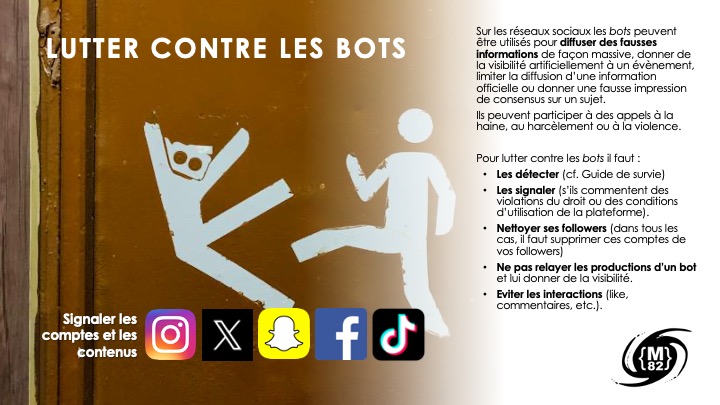 LUTTER CONTRE LES BOTS
Sur les réseaux sociaux les bots peuvent
être utilisés pour diffuser des fausses
informations de façon massive, donner de
la visibilité artificiellement à un évènement,
limiter la diffusion d'une information
officielle ou donner une fausse impression
de consensus sur un sujet.
Ils peuvent participer à des appels à la
haine, au harcèlement ou à la violence.
Pour lutter contre les bots il faut :
• Les détecter (cf. Guide de survie)
• Les signaler (s'ils commentent des
violations du droit ou des conditions
d'utilisation de la plateforme).
• Nettoyer ses followers (dans tous les
cas, il faut supprimer ces comptes de
vos followers)
• Ne pas relayer les productions d'un bot
et lui donner de la visibilité.
• Eviter les interactions (like,
commentaires, etc.).
Signaler les
comptes et les
contenus
{M}
82